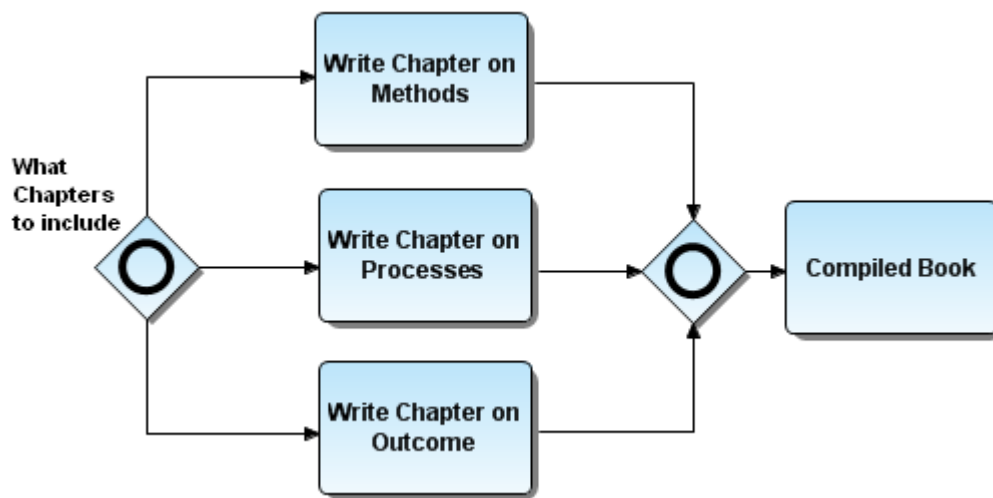 Write Chapter on
Methods
What
Chapters
to include
Write Chapter on
Processes
Compiled Book
Write Chapter on
Outcome